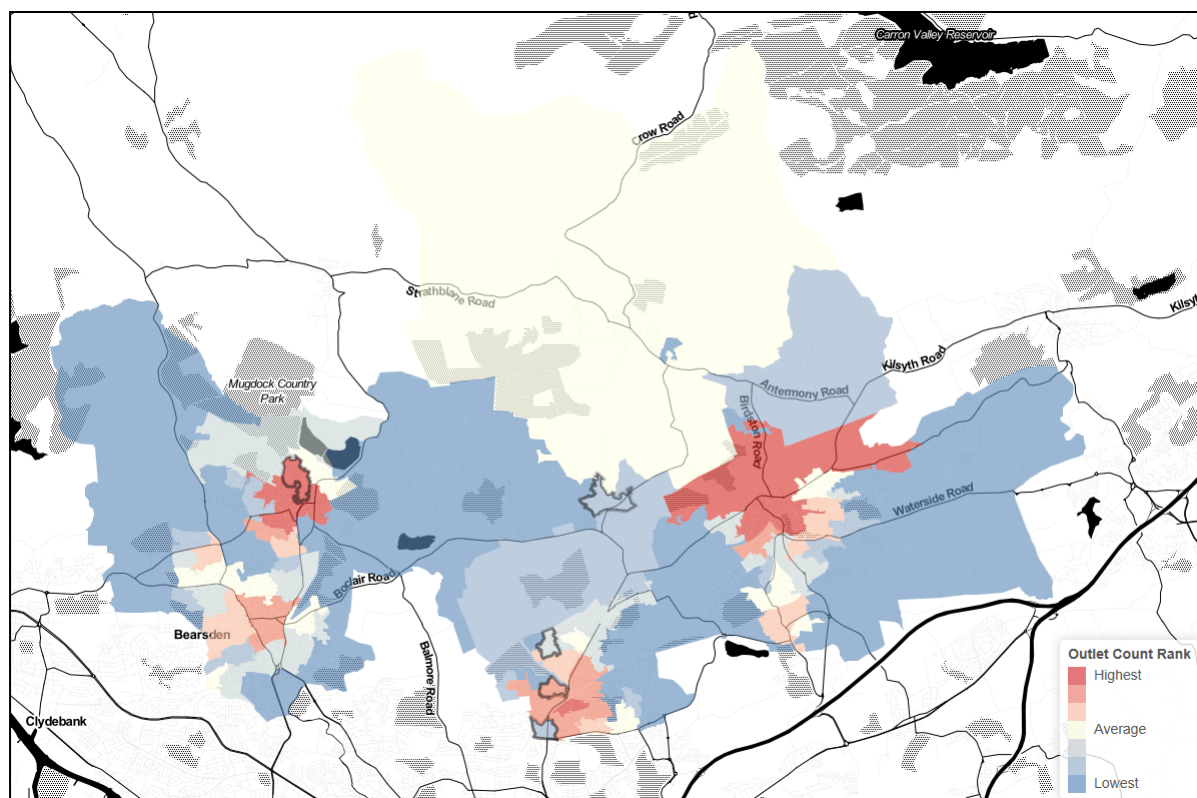 Carron Valley Reservoir
Crow Road
Strathblane Road
Kilsyth Road
Antermony Road
Birdston Road
Mugdock Country
Park
Waterside Road
Boclair Road
Bearsden
Balmore Road
Clydebank
Outlet Count Rank
Highest
Average
Lowest